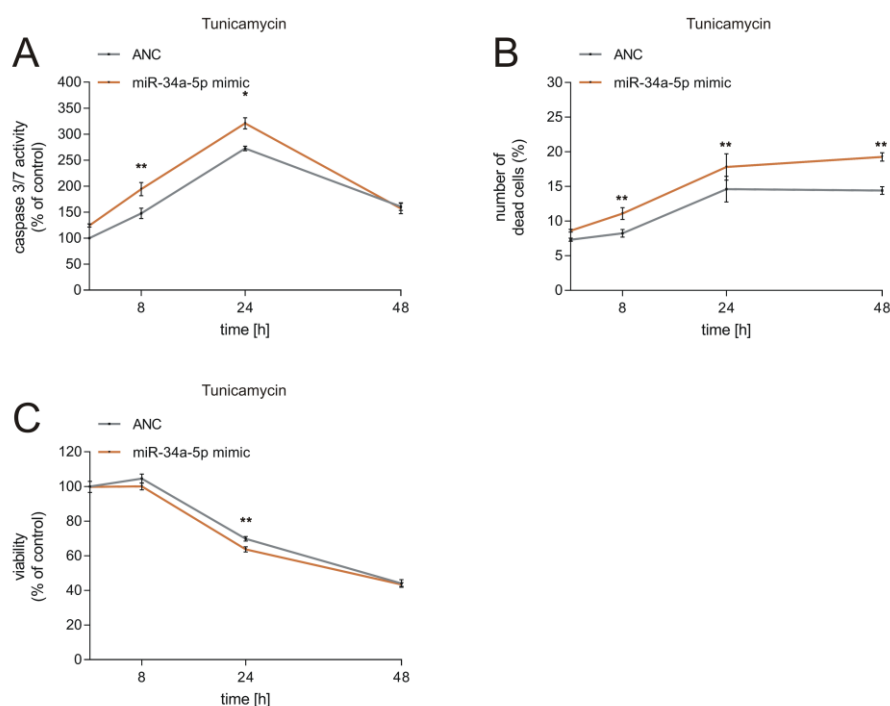 Tunicamycin
A
ANC
miR-34a-5p mimic
caspase 3/7 activity
(% of control)
400
350
300
250
200
150
100
50
0
**
*
8
24
48
time [h]
Tunicamycin
B
ANC
miR-34a-5p mimic
number of
dead cells (%)
30
25
20
15
10
5
0
**
**
**
8
24
48
time [h]
Tunicamycin
C
ANC
miR-34a-5p mimic
viability
(% of control)
120
100
80
60
40
20
0
**
8
24
48
time [h]